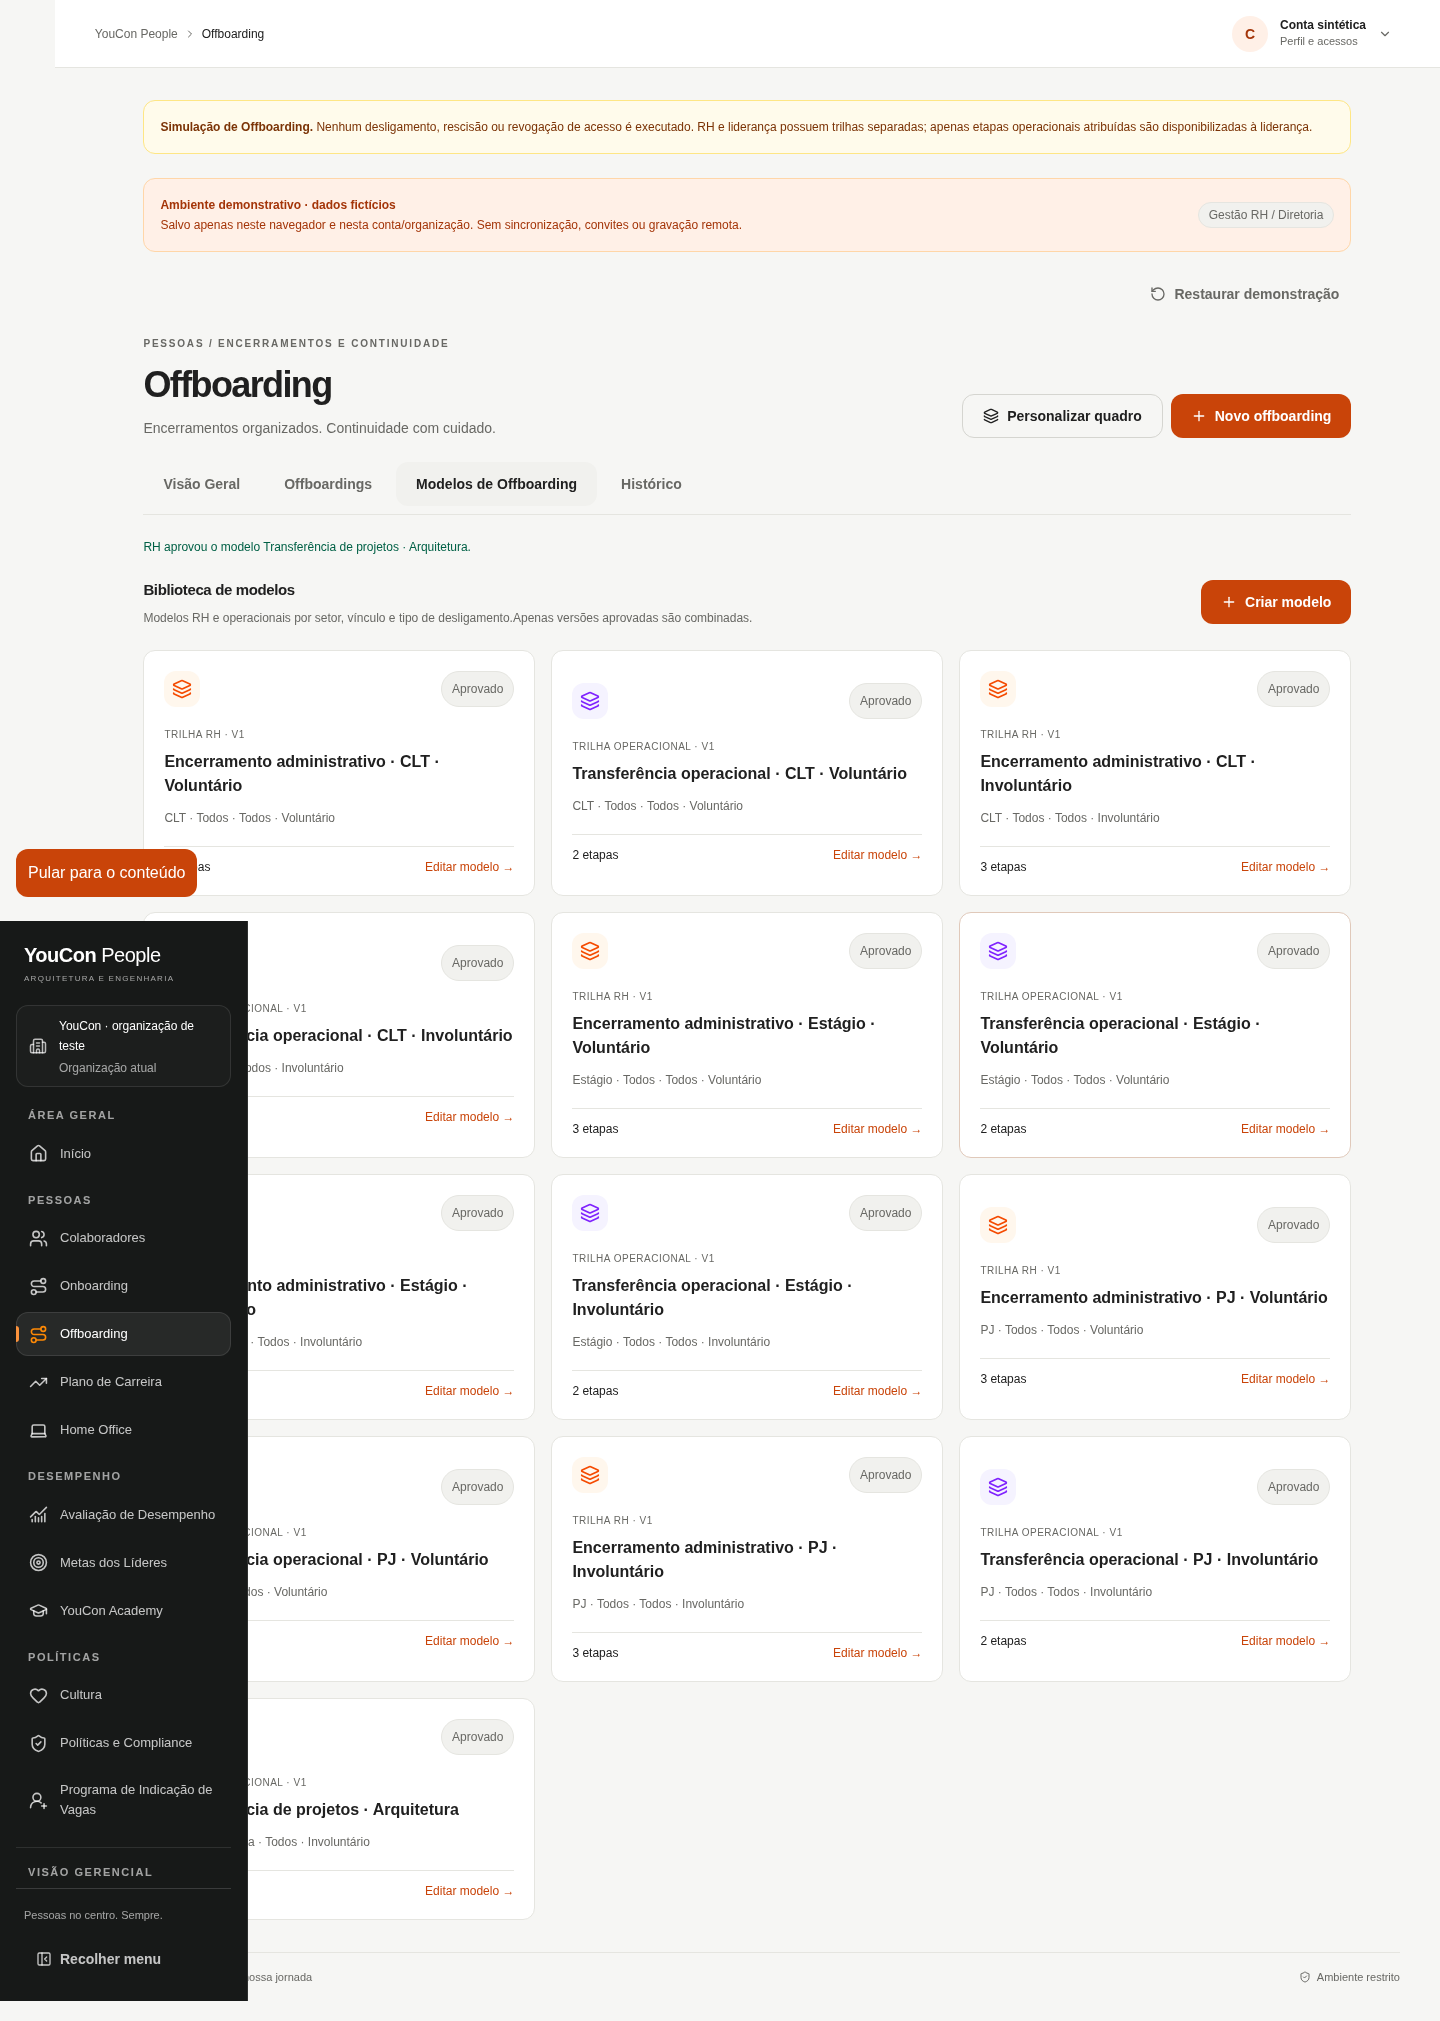 YouCon People > Offboarding
C
Conta sintética
Perfil e acessos
Simulação de Offboarding. Nenhum desligamento, rescisão ou revogação de acesso é executado. RH e liderança possuem trilhas separadas; apenas etapas operacionais atribuídas são disponibilizadas à liderança.
Ambiente demonstrativo · dados fictícios
Salvo apenas neste navegador e nesta conta/organização. Sem sincronização, convites ou gravação remota.
Gestão RH / Diretoria
Restaurar demonstração
PESSOAS / ENCERRAMENTOS E CONTINUIDADE
Offboarding
Encerramentos organizados. Continuidade com cuidado.
Personalizar quadro
Novo offboarding
Visão Geral
Offboardings
Modelos de Offboarding
Histórico
RH aprovou o modelo Transferência de projetos · Arquitetura.
Biblioteca de modelos
Modelos RH e operacionais por setor, vínculo e tipo de desligamento.Apenas versões aprovadas são combinadas.
Criar modelo
Aprovado
TRILHA RH · V1
Encerramento administrativo · CLT ·
Voluntário
CLT · Todos · Todos · Voluntário
as
Editar modelo →
Aprovado
TRILHA OPERACIONAL · V1
Transferência operacional · CLT · Voluntário
CLT · Todos · Todos · Voluntário
2 etapas
Editar modelo →
Aprovado
TRILHA RH · V1
Encerramento administrativo · CLT ·
Involuntário
CLT · Todos · Todos · Involuntário
3 etapas
Editar modelo →
Aprovado
CIONAL · V1
cia operacional · CLT · Involuntário
odos · Involuntário
Editar modelo →
Aprovado
TRILHA RH · V1
Encerramento administrativo · Estágio ·
Voluntário
Estágio · Todos · Todos · Voluntário
3 etapas
Editar modelo →
Aprovado
TRILHA OPERACIONAL · V1
Transferência operacional · Estágio ·
Voluntário
Estágio · Todos · Todos · Voluntário
2 etapas
Editar modelo →
Aprovado
nto administrativo · Estágio ·
o
· Todos · Involuntário
Editar modelo →
Aprovado
TRILHA OPERACIONAL · V1
Transferência operacional · Estágio ·
Involuntário
Estágio · Todos · Todos · Involuntário
2 etapas
Editar modelo →
Aprovado
TRILHA RH · V1
Encerramento administrativo · PJ · Voluntário
PJ · Todos · Todos · Voluntário
3 etapas
Editar modelo →
Aprovado
CIONAL · V1
cia operacional · PJ · Voluntário
dos · Voluntário
Editar modelo →
Aprovado
TRILHA RH · V1
Encerramento administrativo · PJ ·
Involuntário
PJ · Todos · Todos · Involuntário
3 etapas
Editar modelo →
Aprovado
TRILHA OPERACIONAL · V1
Transferência operacional · PJ · Involuntário
PJ · Todos · Todos · Involuntário
2 etapas
Editar modelo →
Aprovado
CIONAL · V1
cia de projetos · Arquitetura
a · Todos · Involuntário
Editar modelo →
Pular para o conteúdo
YouCon People
ARQUITETURA E ENGENHARIA
YouCon · organização de
teste
Organização atual
ÁREA GERAL
Início
PESSOAS
Colaboradores
Onboarding
Offboarding
Plano de Carreira
Home Office
DESEMPENHO
Avaliação de Desempenho
Metas dos Líderes
YouCon Academy
POLÍTICAS
Cultura
Políticas e Compliance
Programa de Indicação de
Vagas
VISÃO GERENCIAL
Pessoas no centro. Sempre.
Recolher menu
nossa jornada
Ambiente restrito